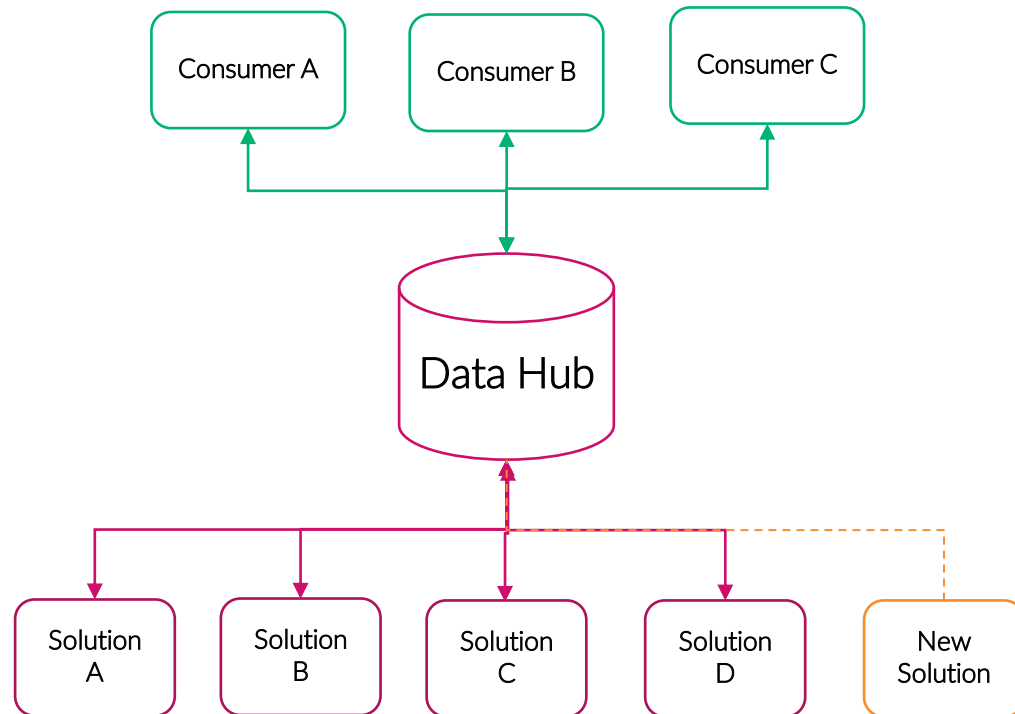 Consumer A
Consumer B
Consumer C
Data Hub
Solution
A
Solution
B
Solution
C
Solution
D
New
Solution